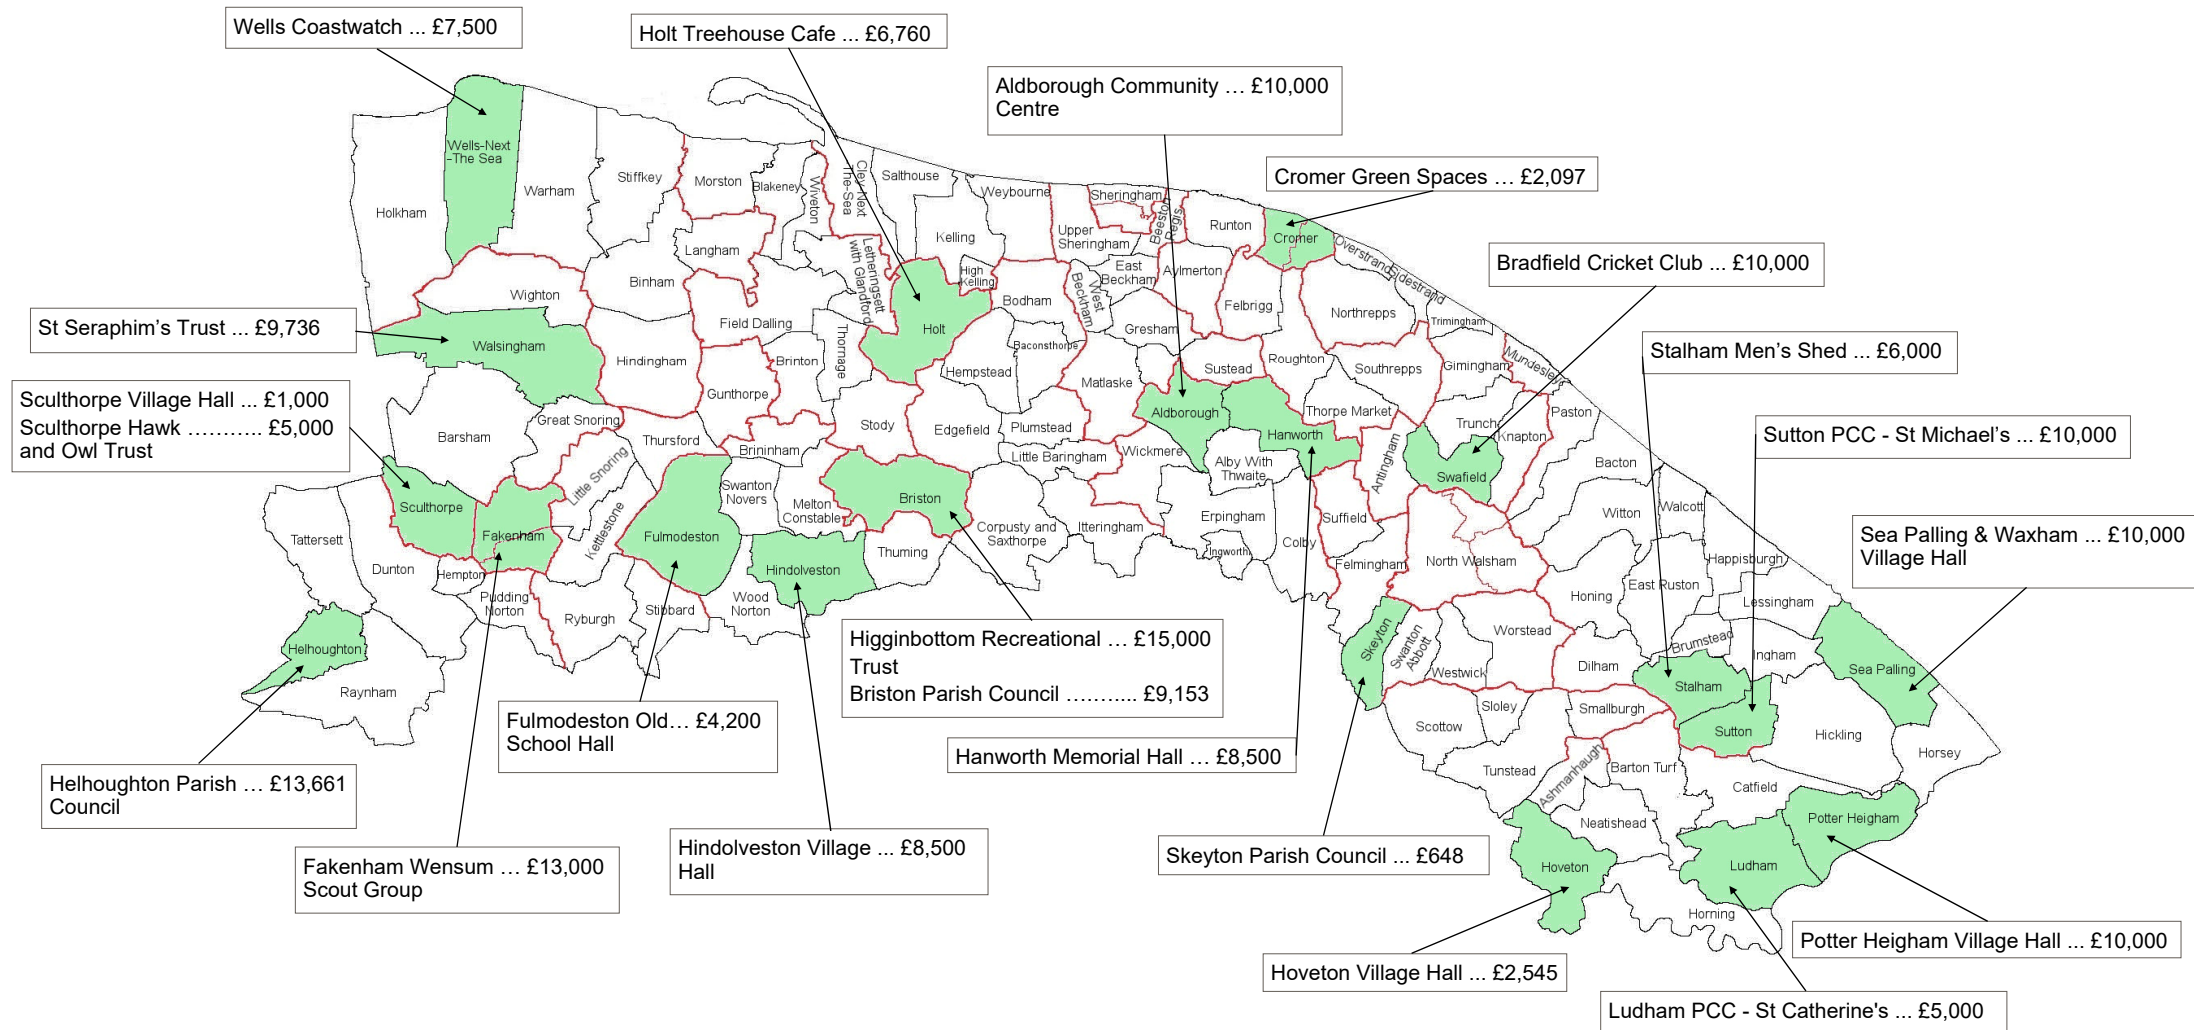 Wells Coastwatch ... £7,500
Holt Treehouse Cafe ... £6,760
Aldborough Community … £10,000
Centre
Cromer Green Spaces … £2,097
Bradfield Cricket Club ... £10,000
St Seraphim’s Trust ... £9,736
Stalham Men’s Shed ... £6,000
Sculthorpe Village Hall ... £1,000
Sculthorpe Hawk ……….. £5,000
and Owl Trust
Sutton PCC - St Michael’s ... £10,000
Sea Palling & Waxham ... £10,000
Village Hall
Higginbottom Recreational … £15,000
Trust
Briston Parish Council ……….. £9,153
Fulmodeston Old… £4,200
School Hall
Hanworth Memorial Hall … £8,500
Helhoughton Parish … £13,661
Council
Fakenham Wensum … £13,000
Scout Group
Hindolveston Village ... £8,500
Hall
Skeyton Parish Council ... £648
Hoveton Village Hall ... £2,545
Potter Heigham Village Hall ... £10,000
Ludham PCC - St Catherine's ... £5,000
Holkham
Wells-Next
-The Sea
Warham
Stiffkey
Morston
Blakeney
Wiveton
Cley-Next
The-Sea
Salthouse
Kelling
Weybourne
Sheringham
Upper
Sheringham
Beeston
Regis
Runton
Cromer
Overstrand
Sidestrand
Wighton
Binham
Langham
Field Dalling
Letheringsett
with Glandford
Holt
High
Kelling
Bodham
West
Beckham
East
Beckham
Aylmerton
Felbrigg
Northrepps
Trimingham
Walsingham
Hindingham
Gunthorpe
Brinton
Thornage
Hempstead
Baconsthorpe
Gresham
Matlaske
Sustead
Roughton
Southrepps
Gimingham
Mundesley
Barsham
Great Snoring
Little Snoring
Thursford
Brininham
Stody
Edgefield
Plumstead
Little Baringham
Wickmere
Aldborough
Hanworth
Thorpe Market
Alby With
Thwaite
Antingham
Trunch
Knapton
Paston
Swafield
Bacton
Tattersett
Sculthorpe
Fakenham
Kettlestone
Fulmodeston
Swanton
Novers
Melton
Constable
Briston
Corpusty and
Saxthorpe
Itteringham
Erpingham
Ingworth
Colby
Suffield
Felmingham
North Walsham
Witton
Walcott
Happisburgh
Dunton
Hempton
Pudding
Norton
Ryburgh
Stibbard
Wood
Norton
Hindolveston
Thuming
Helhoughton
Raynham
Skeyton
Swanton
Abbott
Westwick
Worstead
Honing
East Ruston
Lessingham
Dilham
Brumstead
Ingham
Sea Palling
Stalham
Sutton
Hickling
Horsey
Scottow
Sloley
Smallburgh
Tunstead
Ashmanhaugh
Barton Turf
Catfield
Neatishead
Potter Heigham
Hoveton
Ludham
Horning